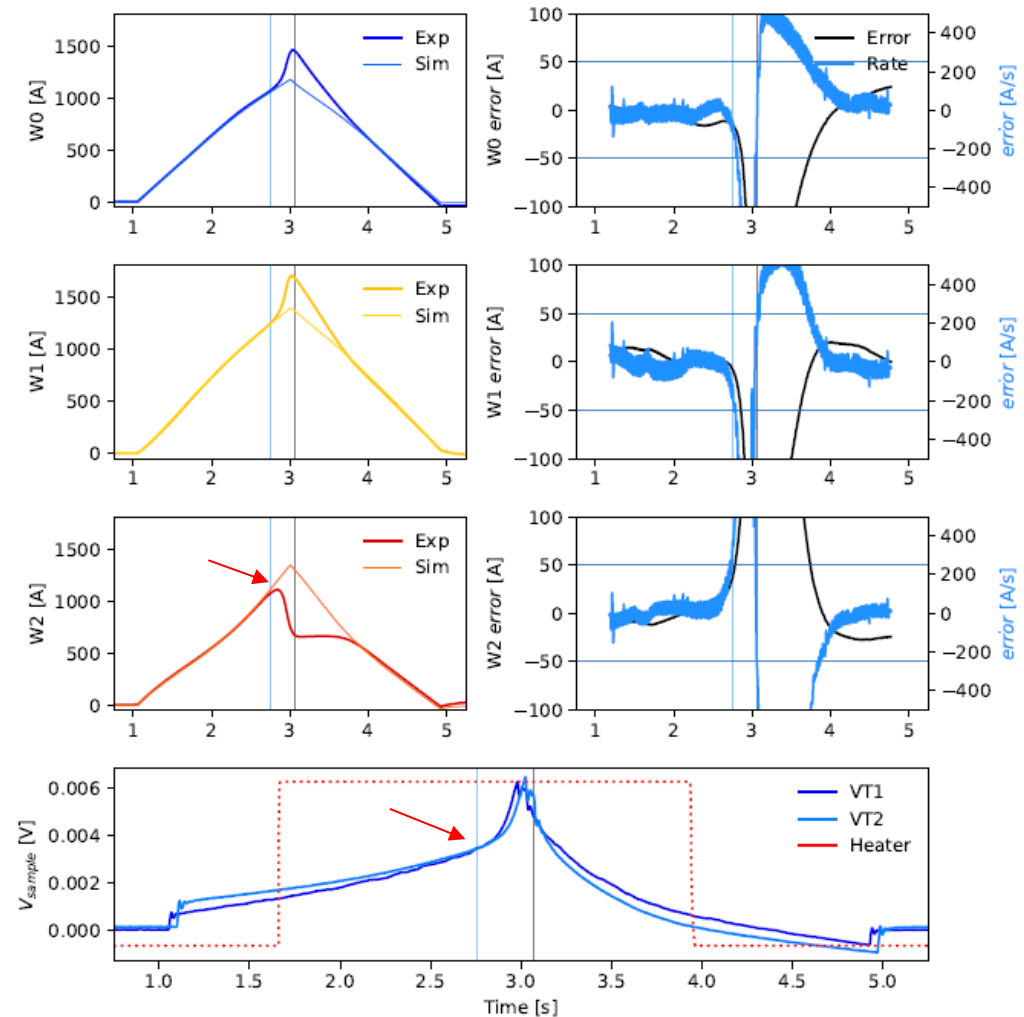 W0 [A]
1500
1000
500
0
Exp
Sim
1 2 3 4 5
W0 error [A]
100
50
0
−50
−100
Error
Rate
400
200
0
−200
−400
error [A/s]
1 2 3 4 5
W1 [A]
1500
1000
500
0
Exp
Sim
1 2 3 4 5
W1 error [A]
100
50
0
−50
−100
400
200
0
−200
−400
error [A/s]
1 2 3 4 5
W2 [A]
1500
1000
500
0
Exp
Sim
1 2 3 4 5
W2 error [A]
100
50
0
−50
−100
400
200
0
−200
−400
error [A/s]
1 2 3 4 5
Vsample [V]
0.006
0.004
0.002
0.000
VT1
VT2
Heater
1.0 1.5 2.0 2.5 3.0 3.5 4.0 4.5 5.0
Time [s]